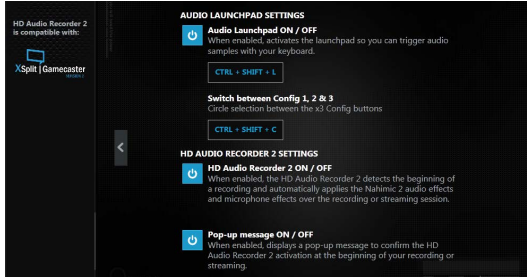 HD Audio Recorder 2
is compatible with:
XSplit | Gamecaster
AUDIO LAUNCHPAD SETTINGS
Audio Launchpad ON / OFF
When enabled, activates the launchpad so you can trigger audio
samples with your keyboard.
CTRL + SHIFT + L
Switch between Config 1, 2 & 3
Circle selection between the x3 Config buttons
CTRL + SHIFT + C
HD AUDIO RECORDER 2 SETTINGS
HD Audio Recorder 2 ON / OFF
When enabled, the HD Audio Recorder 2 detects the beginning of
a recording and automatically applies the Nahimic 2 audio effects
and microphone effects over the recording or streaming session.
Pop-up message ON / OFF
When enabled, displays a pop-up message to confirm the HD
Audio Recorder 2 activation at the beginning of your recording or
streaming.